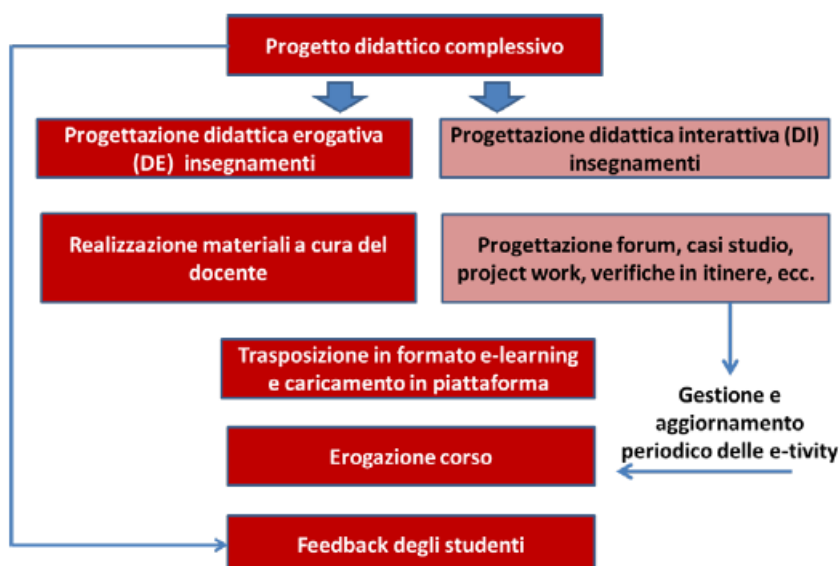 Progetto didattico complessivo
Progettazione didattica erogativa
(DE) insegnamenti
Progettazione didattica interattiva (DI)
insegnamenti
Realizzazione materiali a cura del
docente
Progettazione forum, casi studio,
project work, verifiche in itinere, ecc.
Trasposizione in formato e-learning
e caricamento in piattaforma
Gestione e
aggiornamento
periodico delle e-tivity
Erogazione corso
Feedback degli studenti